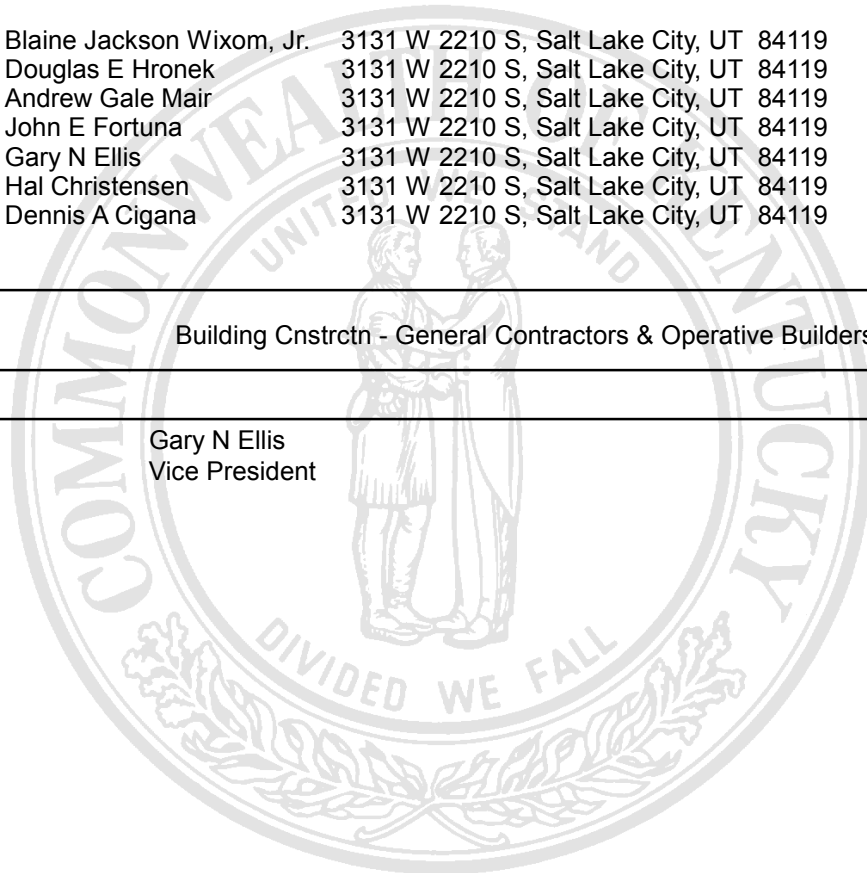 Blaine Jackson Wixom, Jr. 3131 W 2210 S, Salt Lake City, UT 84119
Douglas E Hronek 3131 W 2210 S, Salt Lake City, UT 84119
Andrew Gale Mair 3131 W 2210 S, Salt Lake City, UT 84119
John E Fortuna 3131 W 2210 S, Salt Lake City, UT 84119
Gary N Ellis 3131 W 2210 S, Salt Lake City, UT 84119
Hal Christensen 3131 W 2210 S, Salt Lake City, UT 84119
Dennis A Cigana 3131 W 2210 S, Salt Lake City, UT 84119
COMMONWEALTH OF KENTUCKY
UNITED WE STAND
Building Cnstrctn - General Contractors & Operative Builders
Gary N Ellis
Vice President
DIVIDED WE FALL